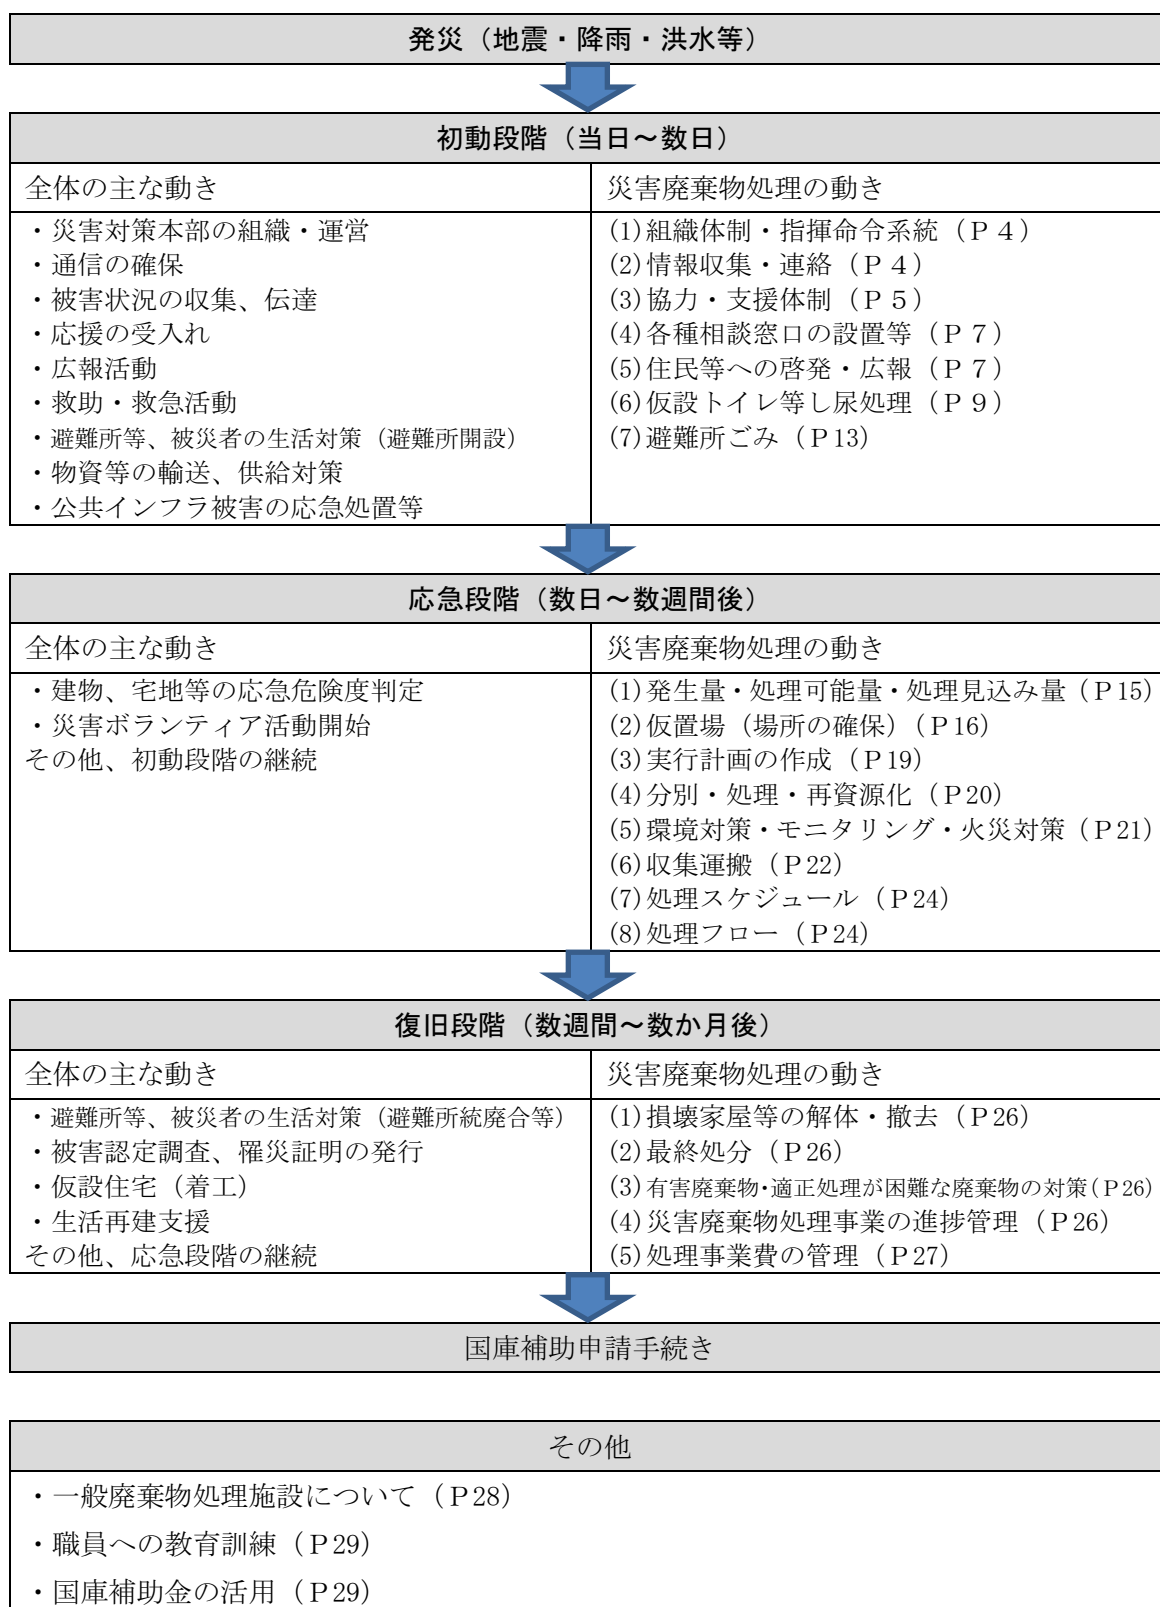 発災（地震・降雨・洪水等）
初動段階（当日～数日）
全体の主な動き
・災害対策本部の組織・運営
・通信の確保
・被害状況の収集、伝達
・応援の受入れ
・広報活動
・救助・救急活動
・避難所等、被災者の生活対策（避難所開設）
・物資等の輸送、供給対策
・公共インフラ被害の応急処置等
災害廃棄物処理の動き
(1)組織体制・指揮命令系統（Ｐ４）
(2)情報収集・連絡（Ｐ４）
(3)協力・支援体制（Ｐ５）
(4)各種相談窓口の設置等（Ｐ７）
(5)住民等への啓発・広報（Ｐ７）
(6)仮設トイレ等し尿処理（Ｐ９）
(7)避難所ごみ（Ｐ13）
応急段階（数日～数週間後）
全体の主な動き
・建物、宅地等の応急危険度判定
・災害ボランティア活動開始
その他、初動段階の継続
災害廃棄物処理の動き
(1)発生量・処理可能量・処理見込み量（Ｐ15）
(2)仮置場（場所の確保）（Ｐ16）
(3)実行計画の作成（Ｐ19）
(4)分別・処理・再資源化（Ｐ20）
(5)環境対策・モニタリング・火災対策（Ｐ21）
(6)収集運搬（Ｐ22）
(7)処理スケジュール（Ｐ24）
(8)処理フロー（Ｐ24）
復旧段階（数週間～数か月後）
全体の主な動き
・避難所等、被災者の生活対策（避難所統廃合等）
・被害認定調査、罹災証明の発行
・仮設住宅（着工）
・生活再建支援
その他、応急段階の継続
災害廃棄物処理の動き
(1)損壊家屋等の解体・撤去（Ｐ26）
(2)最終処分（Ｐ26）
(3)有害廃棄物・適正処理が困難な廃棄物の対策（Ｐ26）
(4)災害廃棄物処理事業の進捗管理（Ｐ26）
(5)処理事業費の管理（Ｐ27）
国庫補助申請手続き
その他
・一般廃棄物処理施設について（Ｐ28）
・職員への教育訓練（Ｐ29）
・国庫補助金の活用（Ｐ29）